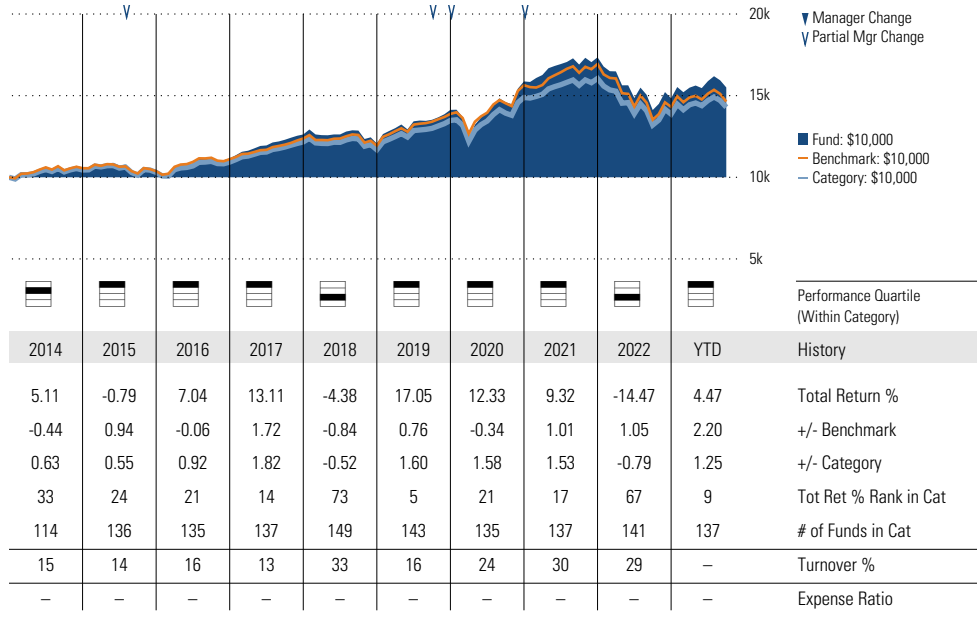 20k
▼ Manager Change
∨ Partial Mgr Change
15k
Fund: $10,000
Benchmark: $10,000
Category: $10,000
10k
5k
Performance Quartile
(Within Category)
2014 2015 2016 2017 2018 2019 2020 2021 2022 YTD History
5.11 -0.79 7.04 13.11 -4.38 17.05 12.33 9.32 -14.47 4.47 Total Return %
-0.44 0.94 -0.06 1.72 -0.84 0.76 -0.34 1.01 1.05 2.20 +/- Benchmark
0.63 0.55 0.92 1.82 -0.52 1.60 1.58 1.53 -0.79 1.25 +/- Category
33 24 21 14 73 5 21 17 67 9 Tot Ret % Rank in Cat
114 136 135 137 149 143 135 137 141 137 # of Funds in Cat
15 14 16 13 33 16 24 30 29 – Turnover %
– – – – – – – – – – Expense Ratio